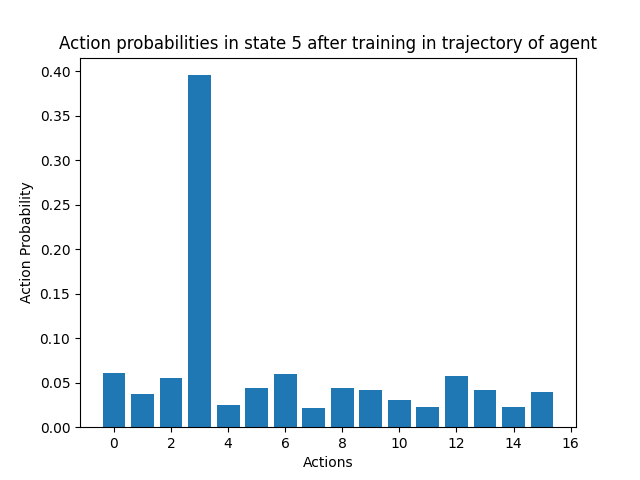 Action probabilities in state 5 after training in trajectory of agent
0.40
0.35
0.30
0.25
0.20
0.15
0.10
0.05
0.00
Action Probability
0 2 4 6 8 10 12 14 16
Actions